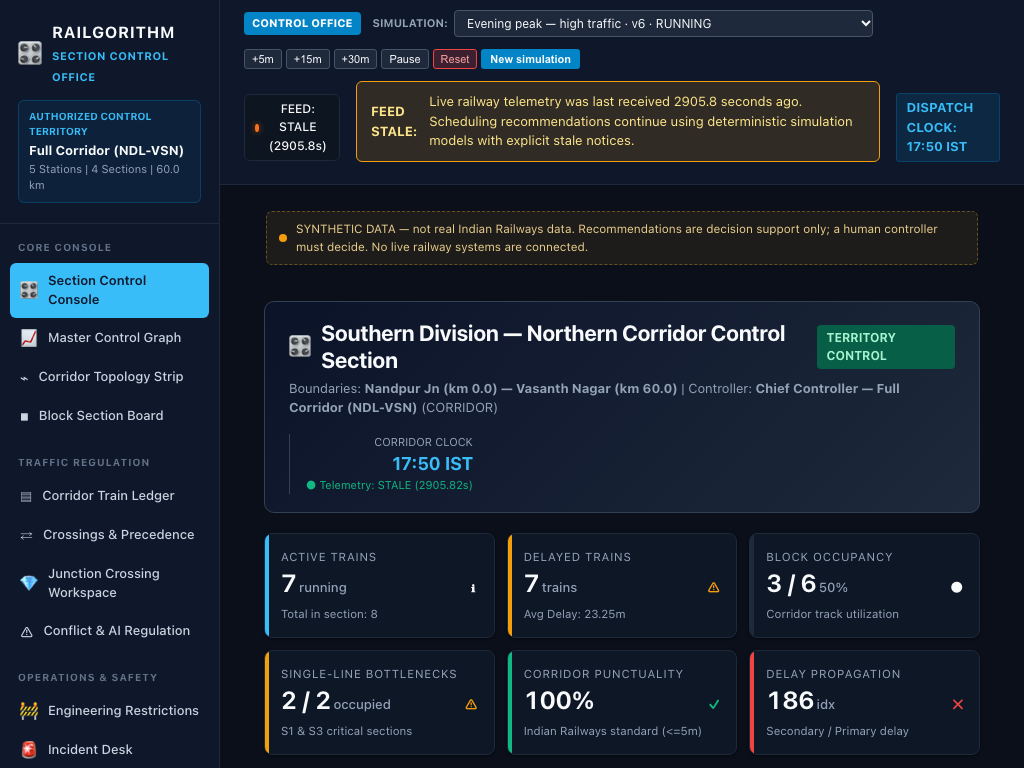 RAILGORITHM
SECTION CONTROL
OFFICE
AUTHORIZED CONTROL
TERRITORY
Full Corridor (NDL-VSN)
5 Stations | 4 Sections | 60.0
km
CORE CONSOLE
Section Control
Console
Master Control Graph
Corridor Topology Strip
Block Section Board
TRAFFIC REGULATION
Corridor Train Ledger
Crossings & Precedence
Junction Crossing
Workspace
Conflict & AI Regulation
OPERATIONS & SAFETY
Engineering Restrictions
Incident Desk
CONTROL OFFICE
SIMULATION:
Evening peak — high traffic · v6 · RUNNING
+5m
+15m
+30m
Pause
Reset
New simulation
FEED:
STALE
(2905.8s)
FEED
STALE:
Live railway telemetry was last received 2905.8 seconds ago.
Scheduling recommendations continue using deterministic simulation
models with explicit stale notices.
DISPATCH
CLOCK:
17:50 IST
SYNTHETIC DATA — not real Indian Railways data. Recommendations are decision support only; a human controller
must decide. No live railway systems are connected.
Southern Division — Northern Corridor Control
Section
TERRITORY
CONTROL
Boundaries: Nandpur Jn (km 0.0) — Vasanth Nagar (km 60.0) | Controller: Chief Controller — Full
Corridor (NDL-VSN) (CORRIDOR)
CORRIDOR CLOCK
17:50 IST
Telemetry: STALE (2905.82s)
ACTIVE TRAINS
7 running
Total in section: 8
DELAYED TRAINS
7 trains
Avg Delay: 23.25m
BLOCK OCCUPANCY
3 / 6 50%
Corridor track utilization
SINGLE-LINE BOTTLENECKS
2 / 2 occupied
S1 & S3 critical sections
CORRIDOR PUNCTUALITY
100%
Indian Railways standard (<=5m)
DELAY PROPAGATION
186 idx
Secondary / Primary delay